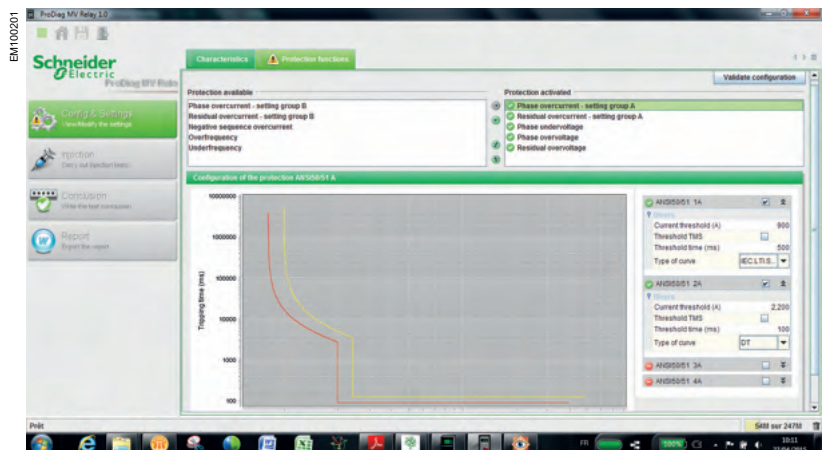 EM100201
ProDiag MV Relay 1.0
Schneider
Electric
ProDiag MV Relay
Characteristics
Protection functions
Validate configuration
Config & Settings
View/Modify the settings
Injection
Carry out injection tests
Conclusion
Write the test conclusion
Report
Export the report
Protection available
Phase overcurrent - setting group B
Residual overcurrent - setting group B
Negative sequence overcurrent
Overfrequency
Underfrequency
Protection activated
Phase overcurrent - setting group A
Residual overcurrent - setting group A
Phase undervoltage
Phase overvoltage
Residual overvoltage
Configuration of the protection ANSI50/51 A
Tripping time (ms)
10000000
1000000
100000
10000
1000
100
ANSI50/51 1A
Current threshold (A) 900
Threshold TMS
Threshold time (ms) 500
Type of curve IEC LTI S...
ANSI50/51 2A
Current threshold (A) 2,200
Threshold TMS
Threshold time (ms) 100
Type of curve DT
ANSI50/51 3A
ANSI50/51 4A
Prêt
54M sur 247M
FR
100%
10:11